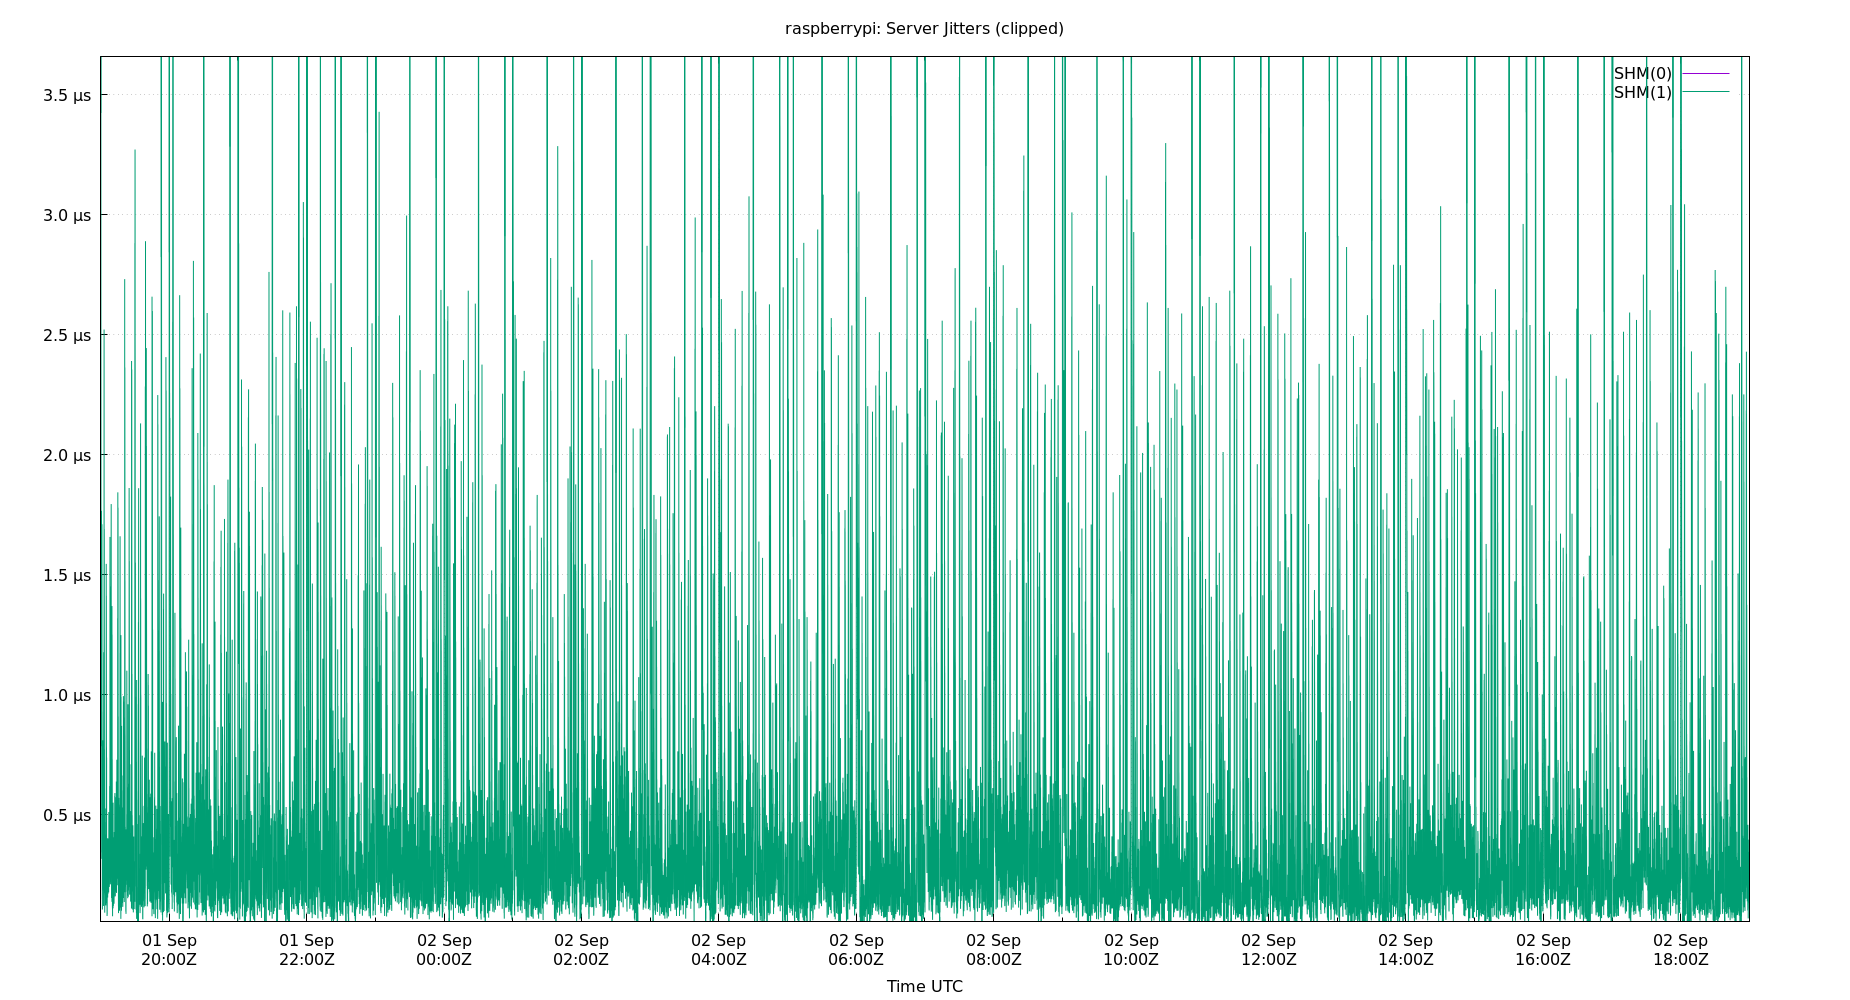 raspberrypi: Server Jitters (clipped)
SHM(0)
SHM(1)
3.5 µs
3.0 µs
2.5 µs
2.0 µs
1.5 µs
1.0 µs
0.5 µs
01 Sep 01 Sep 02 Sep 02 Sep 02 Sep 02 Sep 02 Sep 02 Sep 02 Sep 02 Sep 02 Sep 02 Sep
20:00Z 22:00Z 00:00Z 02:00Z 04:00Z 06:00Z 08:00Z 10:00Z 12:00Z 14:00Z 16:00Z 18:00Z
Time UTC